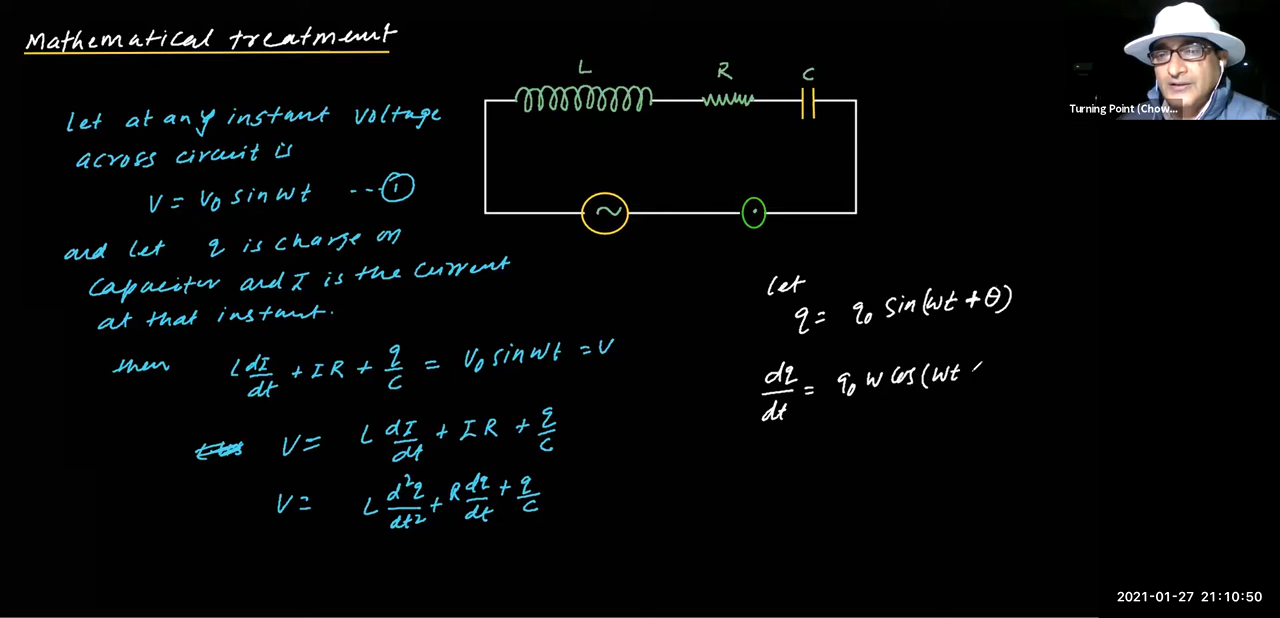 Mathematical treatment
Let at any instant voltage
across circuit is
V = V₀ sin ωt ---①
and let q is charge on
capacitor and I is the current
at that instant.
then L dI/dt + IR + q/C = V₀ sin ωt = V
V = L dI/dt + IR + q/C
V = L d²q/dt² + R dq/dt + q/C
L R C
~
let
q = q₀ sin(ωt + θ)
dq/dt = q₀ ω cos(ωt
Turning Point (Chow...
2021-01-27 21:10:50